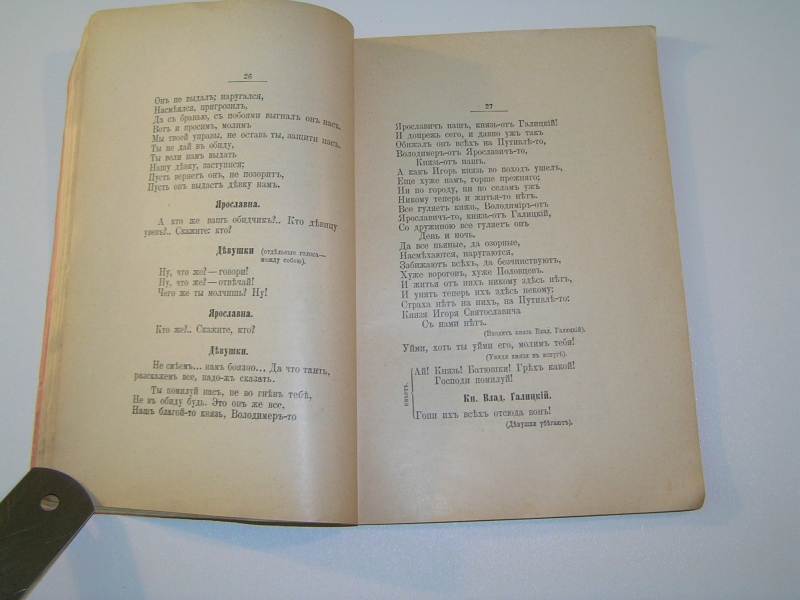 26
Онъ не выдалъ; наругался,
Насмѣялся, пригрозилъ,
Да съ бранью, съ побоями выгналъ онъ насъ,
Вотъ и просимъ, молимъ
Мы твоей управы, не оставь ты, защити насъ,
Ты не дай въ обиду,
Ты вели намъ выдать
Нашу дѣвку, заступися;
Пусть вернетъ онъ, не позоритъ,
Пусть онъ выдастъ дѣвку намъ.
Ярославна.
А кто же вашъ обидчикъ?.. Кто дѣвицу
увезъ?.. Скажите: кто?
Дѣвушки (отдѣльные голоса—
между собою).
Ну, что же?—говори!
Ну, что же?—отвѣчай!
Чего же ты молчишь? Ну!
Ярославна.
Кто же?.. Скажите, кто?
Дѣвушки.
Не смѣемъ... намъ боязно... Да что таить,
разскажемъ все, надо-жъ сказать.
Ты помилуй насъ, не во гнѣвъ тебѣ,
Не въ обиду будь. Это онъ же все,
Нашъ благой-то князь, Володимеръ-то
27
Ярославичъ нашъ, князь-отъ Галицкій!
И допрежь сего, и давно ужъ такъ
Обижалъ онъ всѣхъ на Путивлѣ-то,
Володимеръ-отъ Ярославичъ-то,
Князь-отъ нашъ.
А какъ Игорь князь во походъ ушелъ,
Еще хуже намъ, горше прежняго;
Ни по городу, ни по селамъ ужъ
Никому теперь и житья-то нѣтъ.
Все гуляетъ князь, Володиміръ-отъ
Ярославичъ-то, князь-отъ Галицкій,
Со дружиною все гуляетъ онъ
День и ночь.
Да все пьяные, да озорные,
Насмѣхаются, наругаются,
Забижаютъ всѣхъ, да безчинствуютъ,
Хуже вороговъ, хуже Половцевъ.
И житья отъ нихъ никому здѣсь нѣтъ,
И унять теперь ихъ здѣсь некому;
Страха нѣтъ на нихъ, на Путивлѣ-то:
Князя Игоря Святославича
Съ нами нѣтъ.
(Входитъ князь Влад. Галицкій).
Уйми, хоть ты уйми его, молимъ тебя!
(Увидя князя въ испугѣ).
вмѣстѣ.
Ай! Князь! Батюшки! Грѣхъ какой!
Господи помилуй!
Кн. Влад. Галицкій.
Гони ихъ всѣхъ отсюда вонъ!
(Дѣвушки убѣгаютъ).